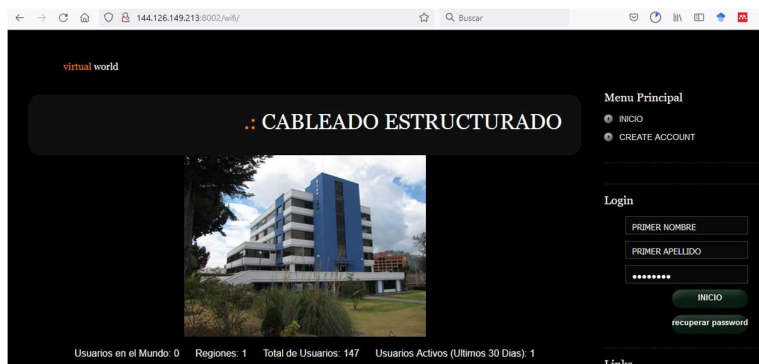 144.126.149.213:8002/wifi/
Buscar
virtual world
.: CABLEADO ESTRUCTURADO
Usuarios en el Mundo: 0 Regiones: 1 Total de Usuarios: 147 Usuarios Activos (Ultimos 30 Dias): 1
Menu Principal
INICIO
CREATE ACCOUNT
Login
PRIMER NOMBRE
PRIMER APELLIDO
INICIO
recuperar password